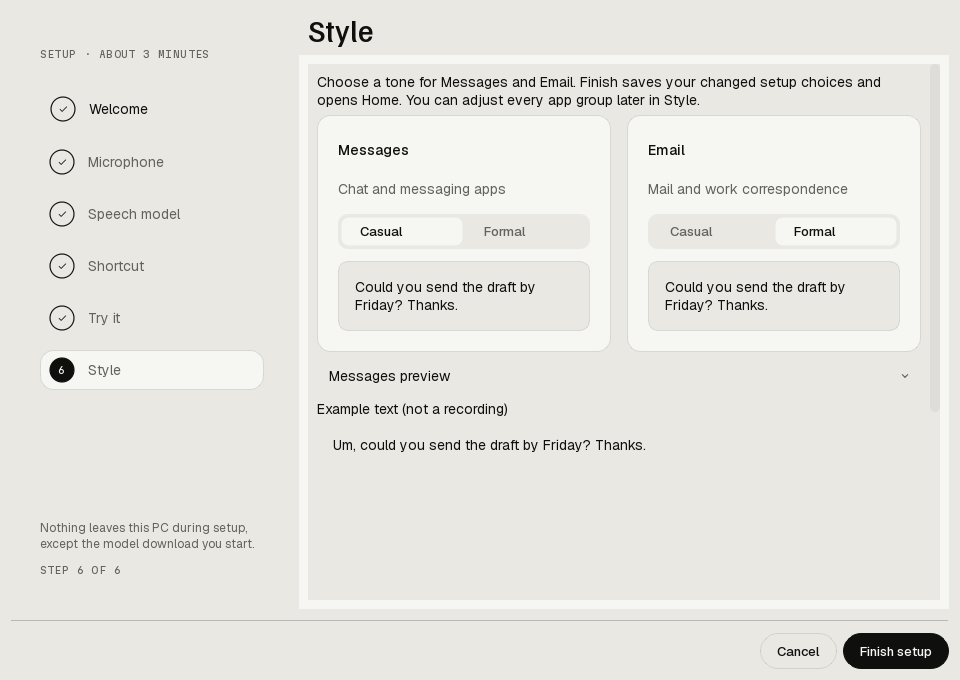 SETUP · ABOUT 3 MINUTES
Welcome
Microphone
Speech model
Shortcut
Try it
6 Style
Nothing leaves this PC during setup,
except the model download you start.
STEP 6 OF 6
Style
Choose a tone for Messages and Email. Finish saves your changed setup choices and
opens Home. You can adjust every app group later in Style.
Messages
Chat and messaging apps
Casual Formal
Could you send the draft by
Friday? Thanks.
Email
Mail and work correspondence
Casual Formal
Could you send the draft by
Friday? Thanks.
Messages preview
Example text (not a recording)
Um, could you send the draft by Friday? Thanks.
Cancel Finish setup